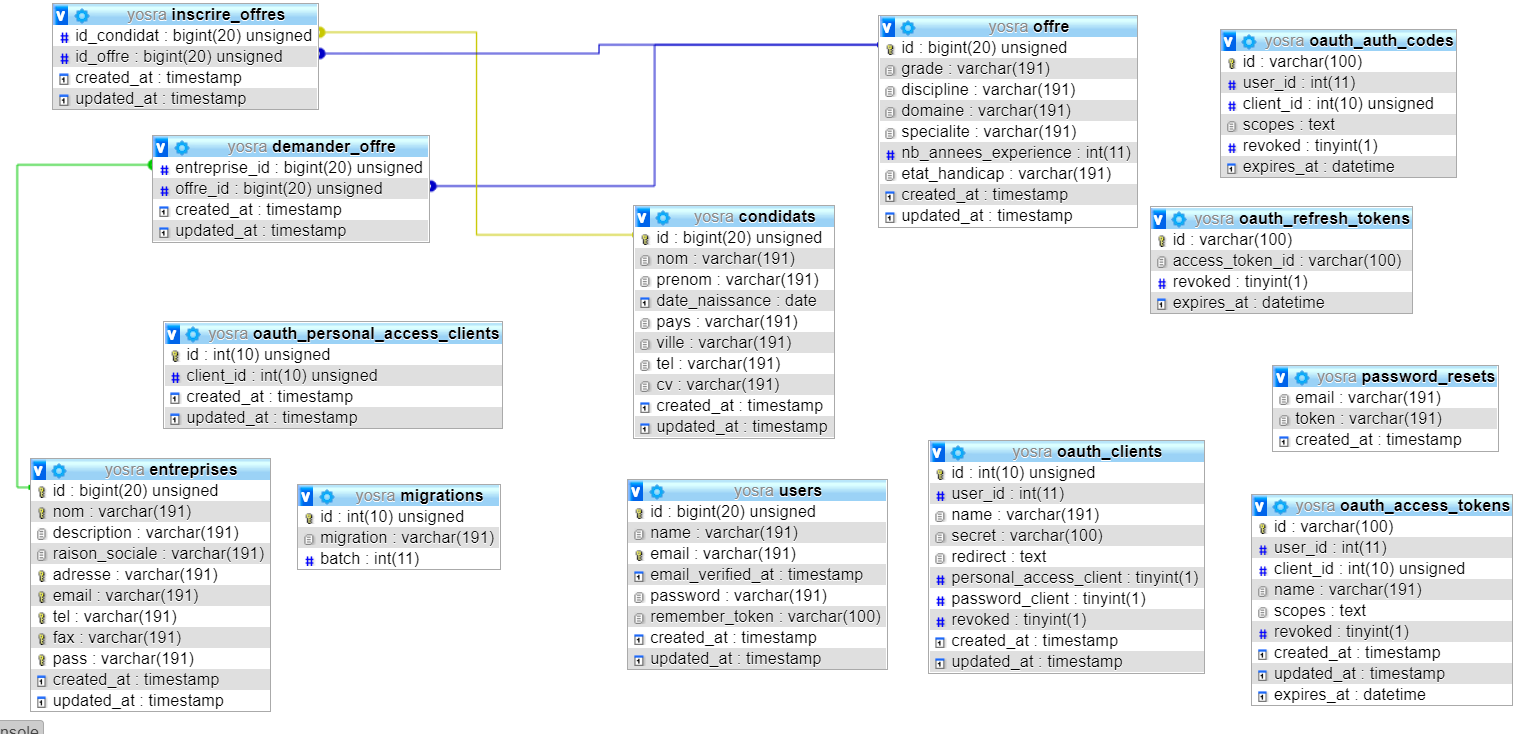 yosra inscrire_offres
id_condidat : bigint(20) unsigned
id_offre : bigint(20) unsigned
created_at : timestamp
updated_at : timestamp
yosra demander_offre
entreprise_id : bigint(20) unsigned
offre_id : bigint(20) unsigned
created_at : timestamp
updated_at : timestamp
yosra offre
id : bigint(20) unsigned
grade : varchar(191)
discipline : varchar(191)
domaine : varchar(191)
specialite : varchar(191)
nb_annees_experience : int(11)
etat_handicap : varchar(191)
created_at : timestamp
updated_at : timestamp
yosra oauth_auth_codes
id : varchar(100)
user_id : int(11)
client_id : int(10) unsigned
scopes : text
revoked : tinyint(1)
expires_at : datetime
yosra condidats
id : bigint(20) unsigned
nom : varchar(191)
prenom : varchar(191)
date_naissance : date
pays : varchar(191)
ville : varchar(191)
tel : varchar(191)
cv : varchar(191)
created_at : timestamp
updated_at : timestamp
yosra oauth_refresh_tokens
id : varchar(100)
access_token_id : varchar(100)
revoked : tinyint(1)
expires_at : datetime
yosra oauth_personal_access_clients
id : int(10) unsigned
client_id : int(10) unsigned
created_at : timestamp
updated_at : timestamp
yosra password_resets
email : varchar(191)
token : varchar(191)
created_at : timestamp
yosra entreprises
id : bigint(20) unsigned
nom : varchar(191)
description : varchar(191)
raison_sociale : varchar(191)
adresse : varchar(191)
email : varchar(191)
tel : varchar(191)
fax : varchar(191)
pass : varchar(191)
created_at : timestamp
updated_at : timestamp
yosra migrations
id : int(10) unsigned
migration : varchar(191)
batch : int(11)
yosra users
id : bigint(20) unsigned
name : varchar(191)
email : varchar(191)
email_verified_at : timestamp
password : varchar(191)
remember_token : varchar(100)
created_at : timestamp
updated_at : timestamp
yosra oauth_clients
id : int(10) unsigned
user_id : int(11)
name : varchar(191)
secret : varchar(100)
redirect : text
personal_access_client : tinyint(1)
password_client : tinyint(1)
revoked : tinyint(1)
created_at : timestamp
updated_at : timestamp
yosra oauth_access_tokens
id : varchar(100)
user_id : int(11)
client_id : int(10) unsigned
name : varchar(191)
scopes : text
revoked : tinyint(1)
created_at : timestamp
updated_at : timestamp
expires_at : datetime
nsole